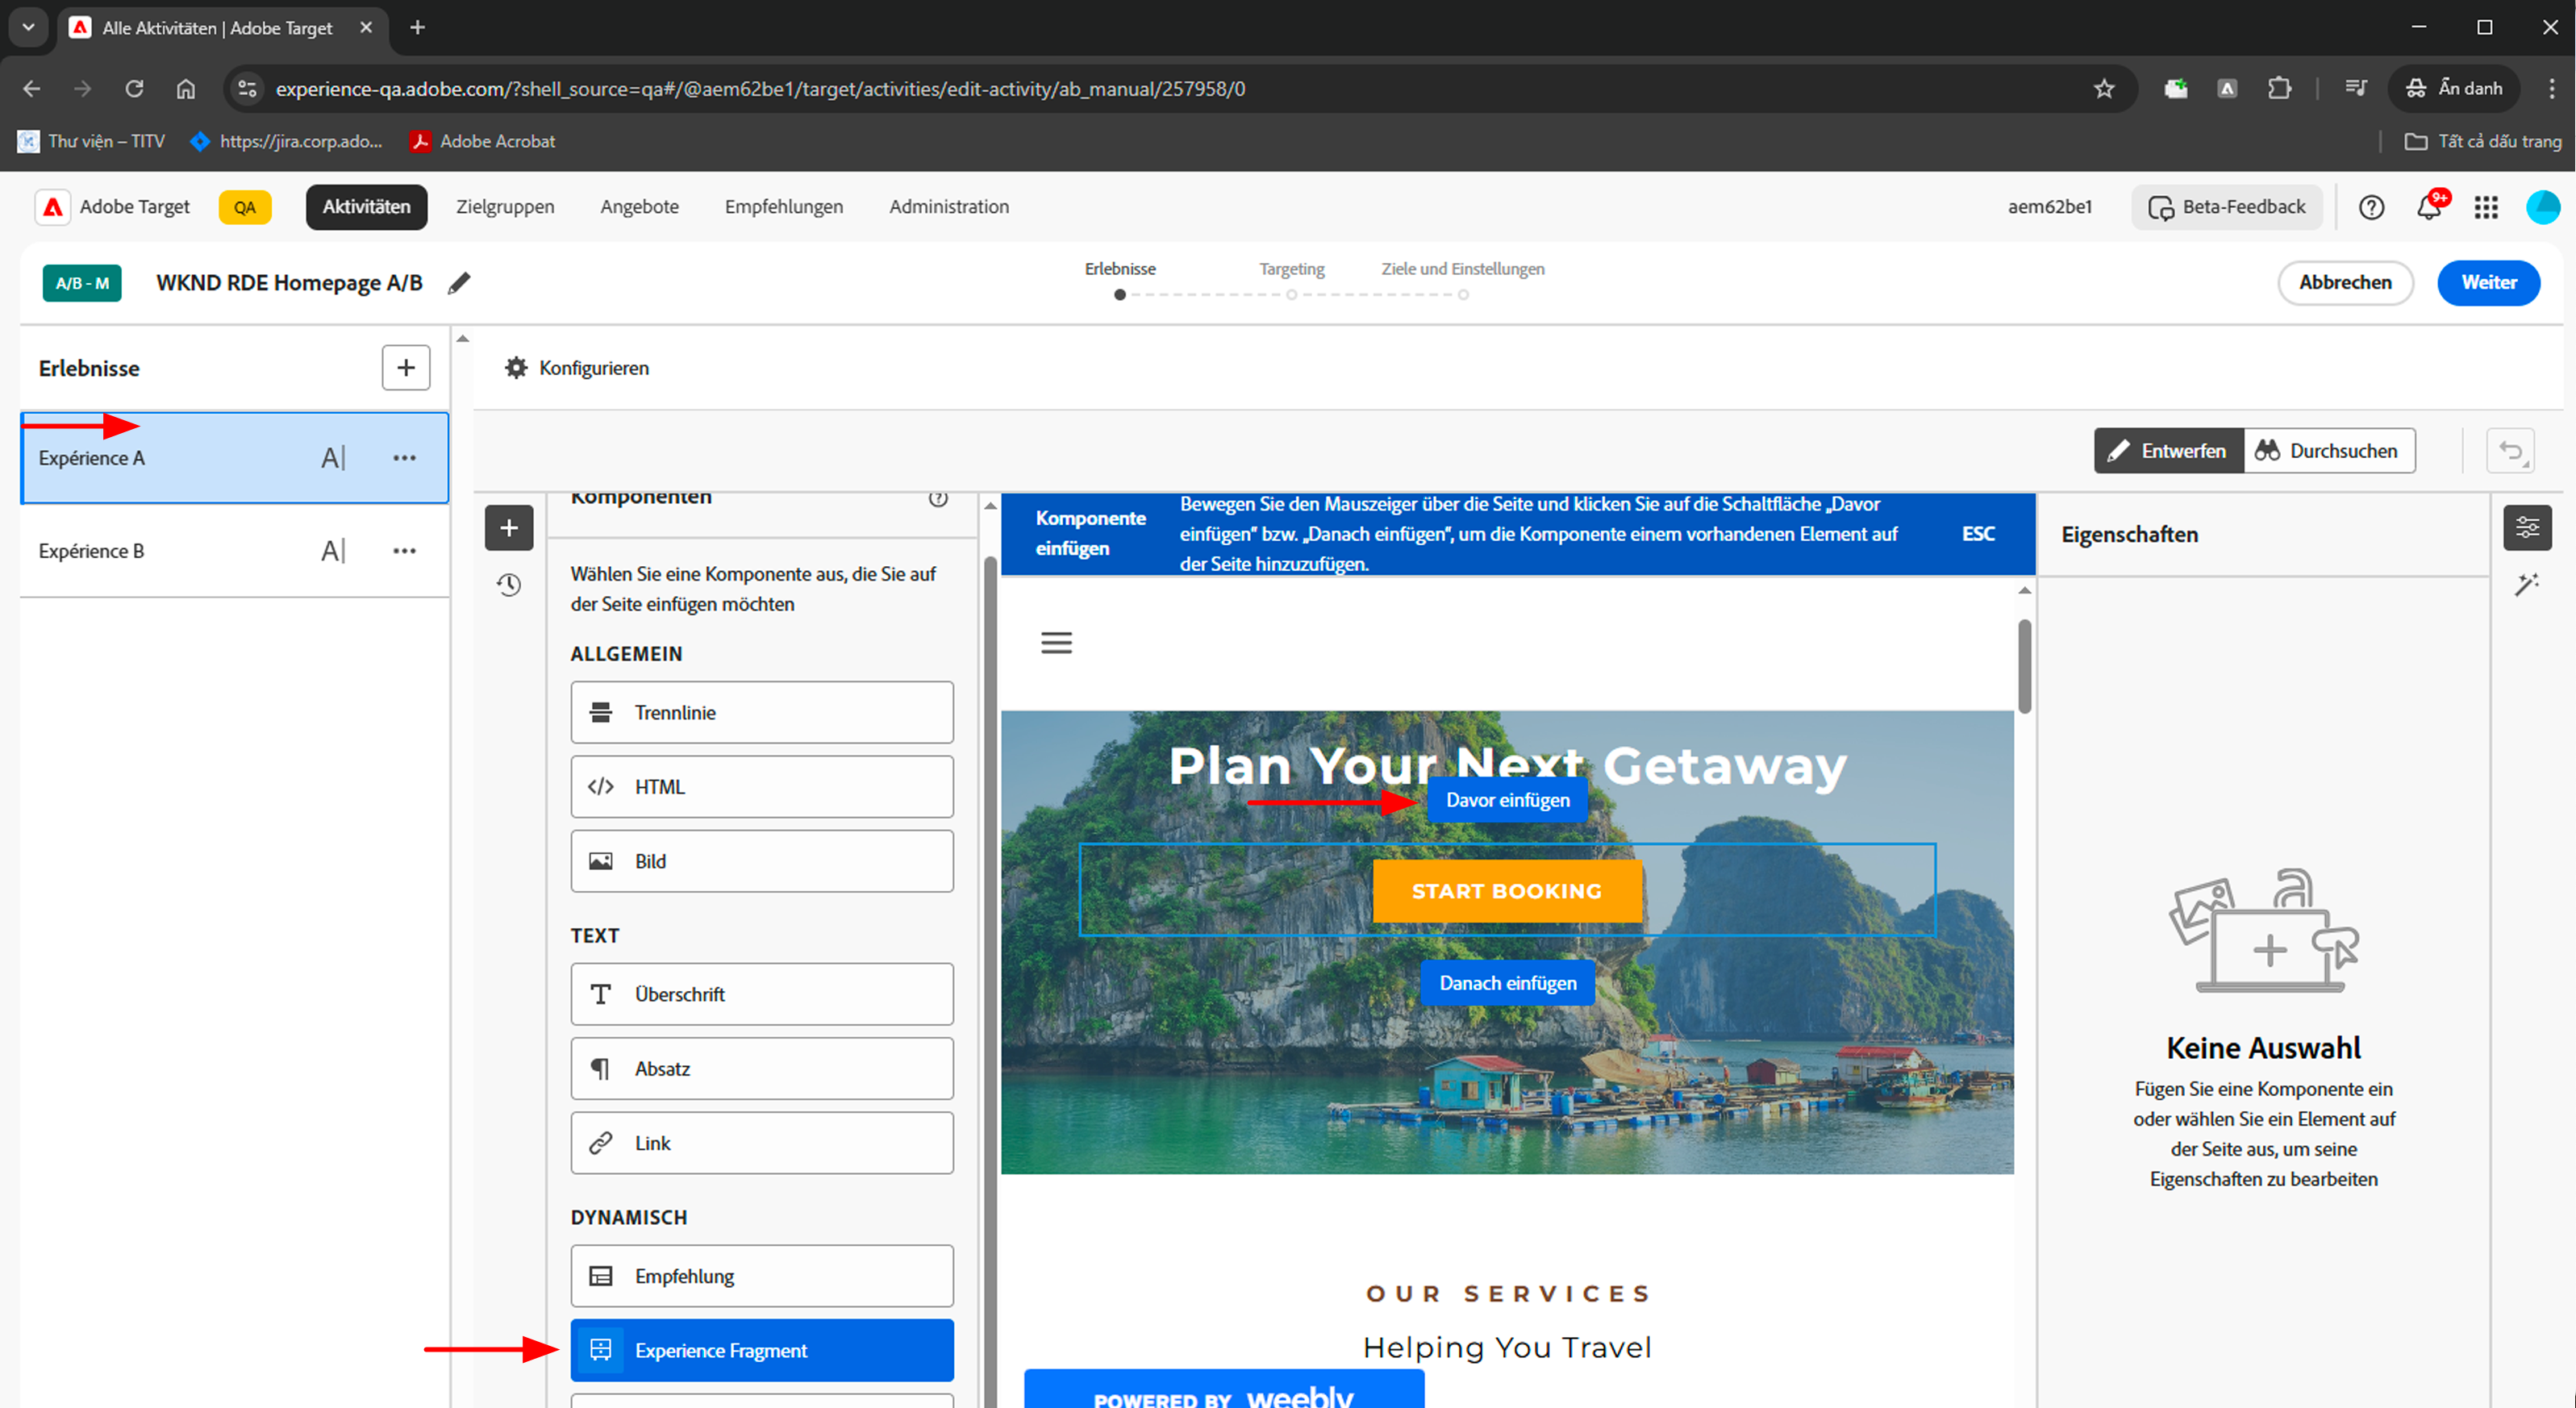 Alle Aktivitäten | Adobe Target
experience-qa.adobe.com/?shell_source=qa#/@aem62be1/target/activities/edit-activity/ab_manual/257958/0
Ẩn danh
Thư viện – TITV
https://jira.corp.ado...
Adobe Acrobat
Tất cả dấu trang
Adobe Target
QA
Aktivitäten
Zielgruppen
Angebote
Empfehlungen
Administration
aem62be1
Beta-Feedback
9+
A/B - M
WKND RDE Homepage A/B
Erlebnisse
Targeting
Ziele und Einstellungen
Abbrechen
Weiter
Erlebnisse
Konfigurieren
Expérience A
Expérience B
Entwerfen
Durchsuchen
Komponenten
Wählen Sie eine Komponente aus, die Sie auf
der Seite einfügen möchten
ALLGEMEIN
Trennlinie
HTML
Bild
TEXT
Überschrift
Absatz
Link
DYNAMISCH
Empfehlung
Experience Fragment
Komponente
einfügen
Bewegen Sie den Mauszeiger über die Seite und klicken Sie auf die Schaltfläche „Davor
einfügen“ bzw. „Danach einfügen“, um die Komponente einem vorhandenen Element auf
der Seite hinzuzufügen.
ESC
Plan Your Next Getaway
Davor einfügen
START BOOKING
Danach einfügen
OUR SERVICES
Helping You Travel
POWERED BY weebly
Eigenschaften
Keine Auswahl
Fügen Sie eine Komponente ein
oder wählen Sie ein Element auf
der Seite aus, um seine
Eigenschaften zu bearbeiten